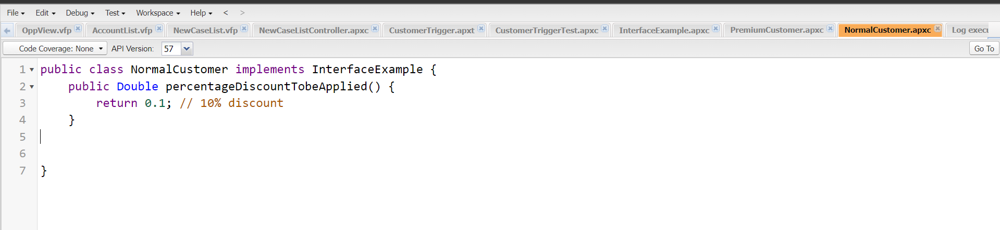 File Edit Debug Test Workspace Help < >
OppView.vfp AccountList.vfp NewCaseList.vfp NewCaseListController.apxc CustomerTrigger.apxt CustomerTriggerTest.apxc InterfaceExample.apxc PremiumCustomer.apxc NormalCustomer.apxc Log execu
Code Coverage: None API Version: 57 Go To
1 public class NormalCustomer implements InterfaceExample {
2 public Double percentageDiscountTobeApplied() {
3 return 0.1; // 10% discount
4 }
5
6
7 }